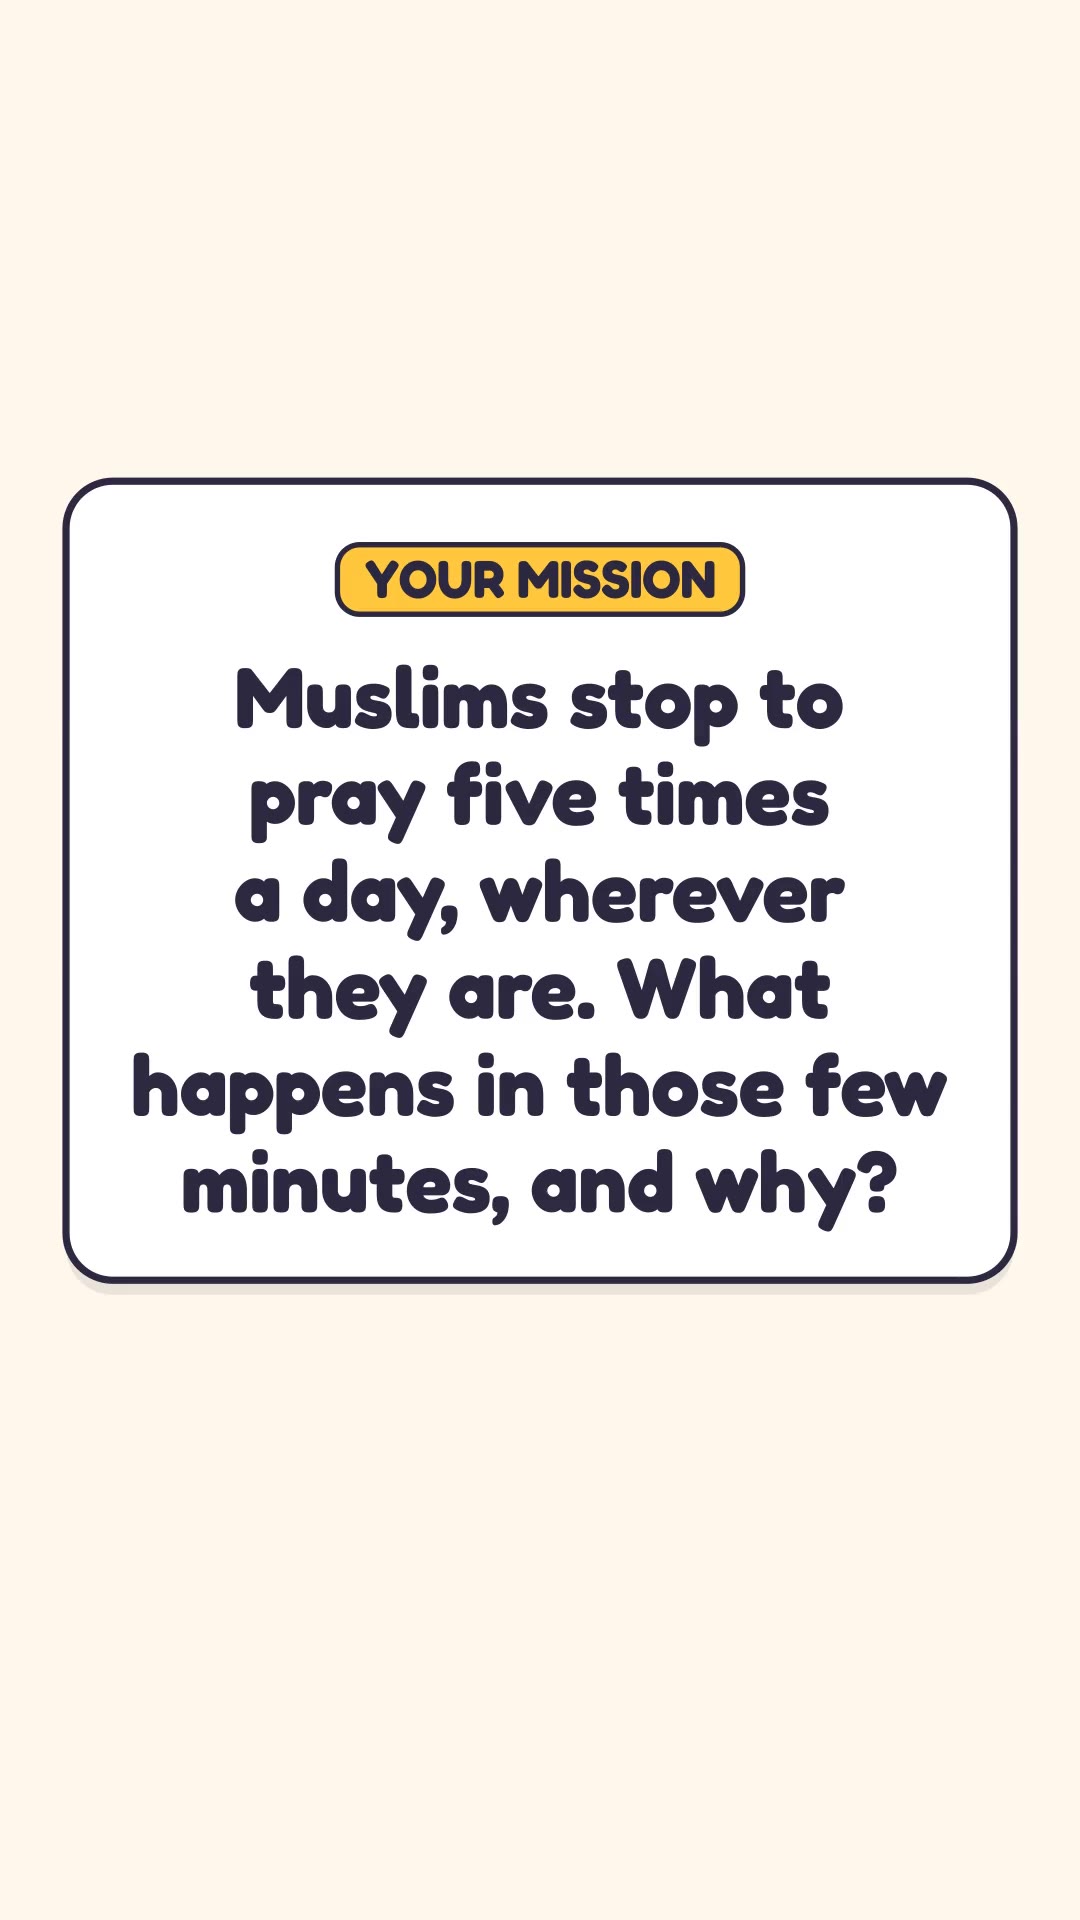 YOUR MISSION
Muslims stop to
pray five times
a day, wherever
they are. What
happens in those few
minutes, and why?